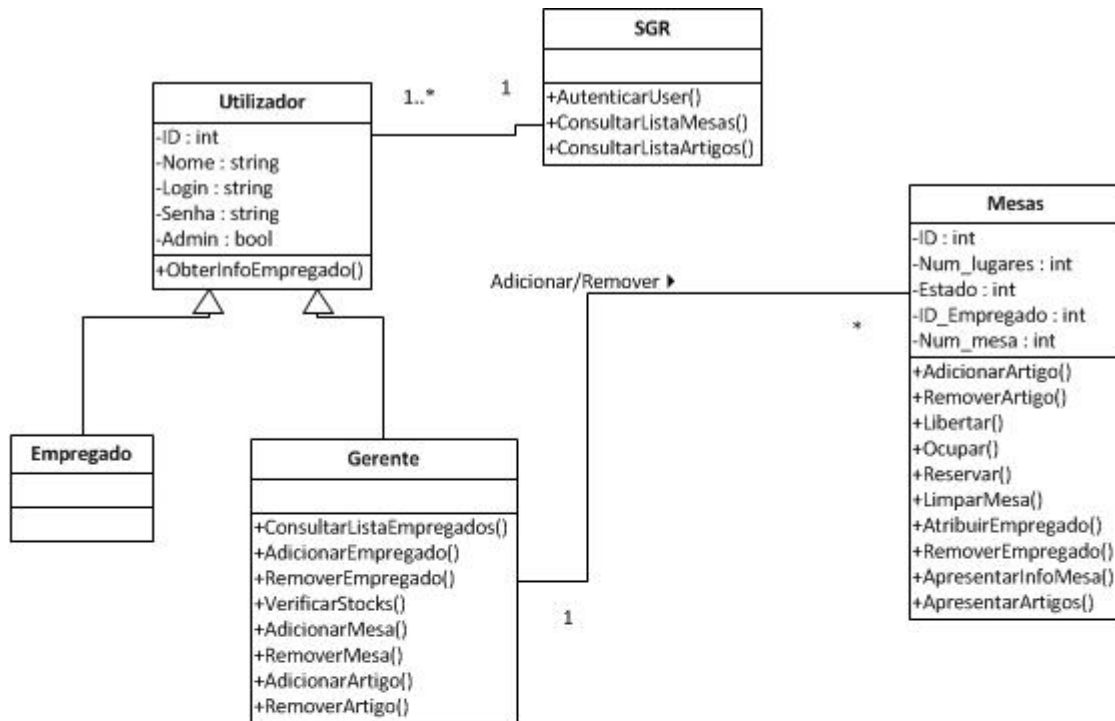 SGR
+AutenticarUser()
+ConsultarListaMesas()
+ConsultarListaArtigos()
1..*
1
Utilizador
-ID : int
-Nome : string
-Login : string
-Senha : string
-Admin : bool
+ObterInfoEmpregado()
Mesas
-ID : int
-Num_lugares : int
-Estado : int
-ID_Empregado : int
-Num_mesa : int
+AdicionarArtigo()
+RemoverArtigo()
+Libertar()
+Ocupar()
+Reservar()
+LimparMesa()
+AtribuirEmpregado()
+RemoverEmpregado()
+ApresentarInfoMesa()
+ApresentarArtigos()
Adicionar/Remover
*
1
Empregado
Gerente
+ConsultarListaEmpregados()
+AdicionarEmpregado()
+RemoverEmpregado()
+VerificarStocks()
+AdicionarMesa()
+RemoverMesa()
+AdicionarArtigo()
+RemoverArtigo()